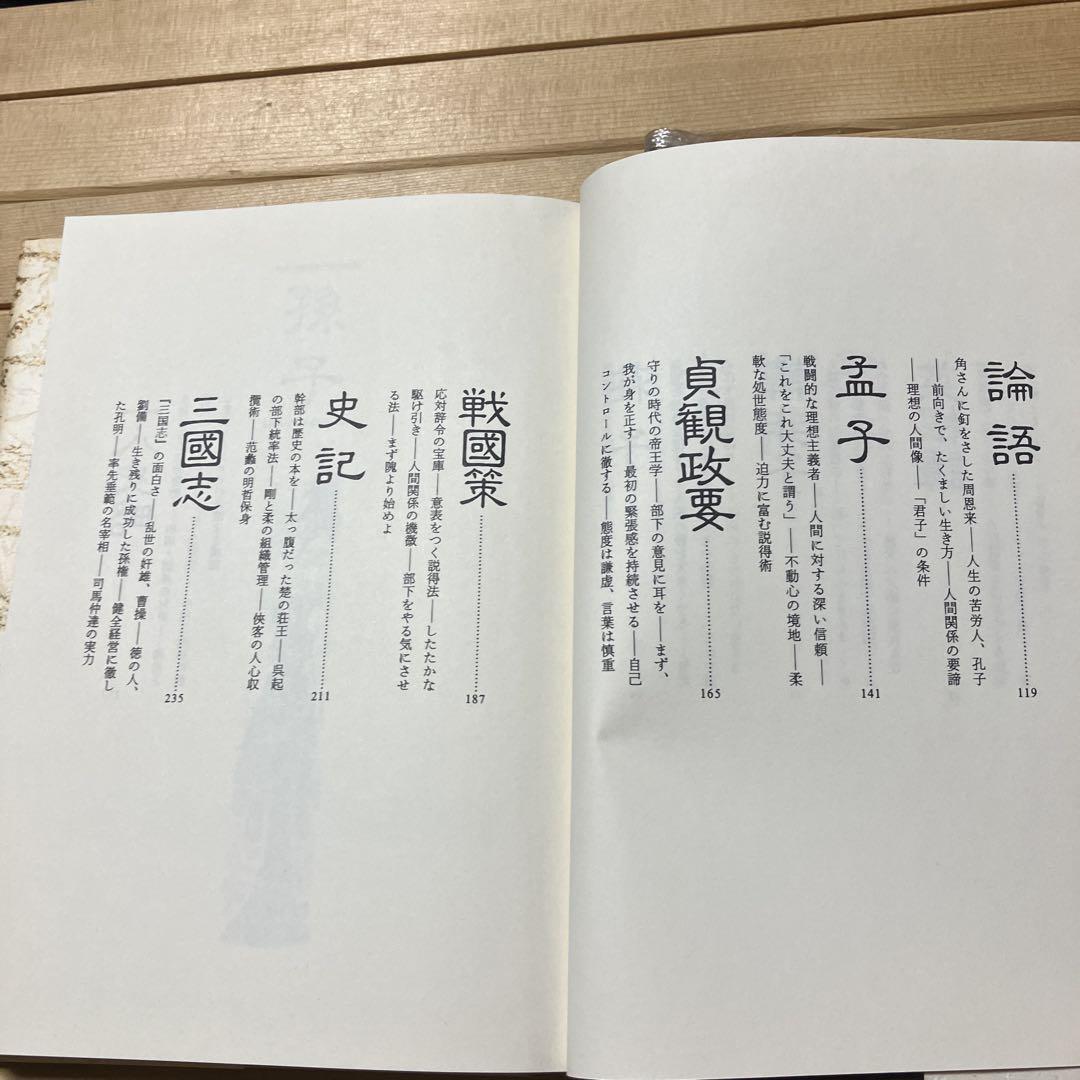 論語
119
角さんに釘をさした周恩来――人生の苦労人、孔子
――前向きで、たくましい生き方――人間関係の要諦
――理想の人間像――「君子」の条件
孟子
141
戦闘的な理想主義者――人間に対する深い信頼――
「これをこれ大丈夫と謂う」――不動心の境地――柔
軟な処世態度――迫力に富む説得術
貞観政要
165
守りの時代の帝王学――部下の意見に耳を――まず、
我が身を正す――最初の緊張感を持続させる――自己
コントロールに徹する――態度は謙虚、言葉は慎重
戦國策
187
応対辞令の宝庫――意表をつく説得法――したたかな
駆け引き――人間関係の機微――部下をやる気にさせ
る法――まず隗より始めよ
史記
211
幹部は歴史の本を――太っ腹だった楚の荘王――呉起
の部下統率法――剛と柔の組織管理――俠客の人心収
攬術――范蠡の明哲保身
三國志
235
『三国志』の面白さ――乱世の奸雄、曹操――徳の人、
劉備――生き残りに成功した孫権――健全経営に徹し
た孔明――率先垂範の名宰相――司馬仲達の実力